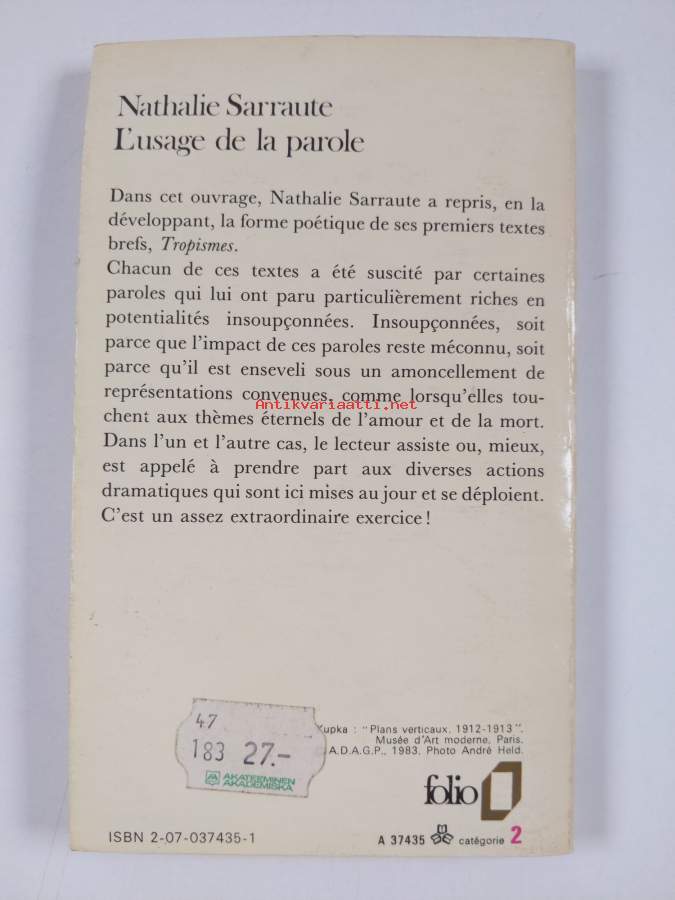 Nathalie Sarraute
L'usage de la parole
Dans cet ouvrage, Nathalie Sarraute a repris, en la
développant, la forme poétique de ses premiers textes
brefs, Tropismes.
Chacun de ces textes a été suscité par certaines
paroles qui lui ont paru particulièrement riches en
potentialités insoupçonnées. Insoupçonnées, soit
parce que l'impact de ces paroles reste méconnu, soit
parce qu'il est enseveli sous un amoncellement de
représentations convenues, comme lorsqu'elles tou-
Antikvariaatti.net
chent aux thèmes éternels de l'amour et de la mort.
Dans l'un et l'autre cas, le lecteur assiste ou, mieux,
est appelé à prendre part aux diverses actions
dramatiques qui sont ici mises au jour et se déploient.
C'est un assez extraordinaire exercice !
Kupka : "Plans verticaux, 1912-1913".
Musée d'Art moderne, Paris.
A.D.A.G.P., 1983, Photo André Held.
47
183 27.-
AKATEEMINEN
AKADEMISKA
folio
ISBN 2-07-037435-1
A 37435 catégorie 2